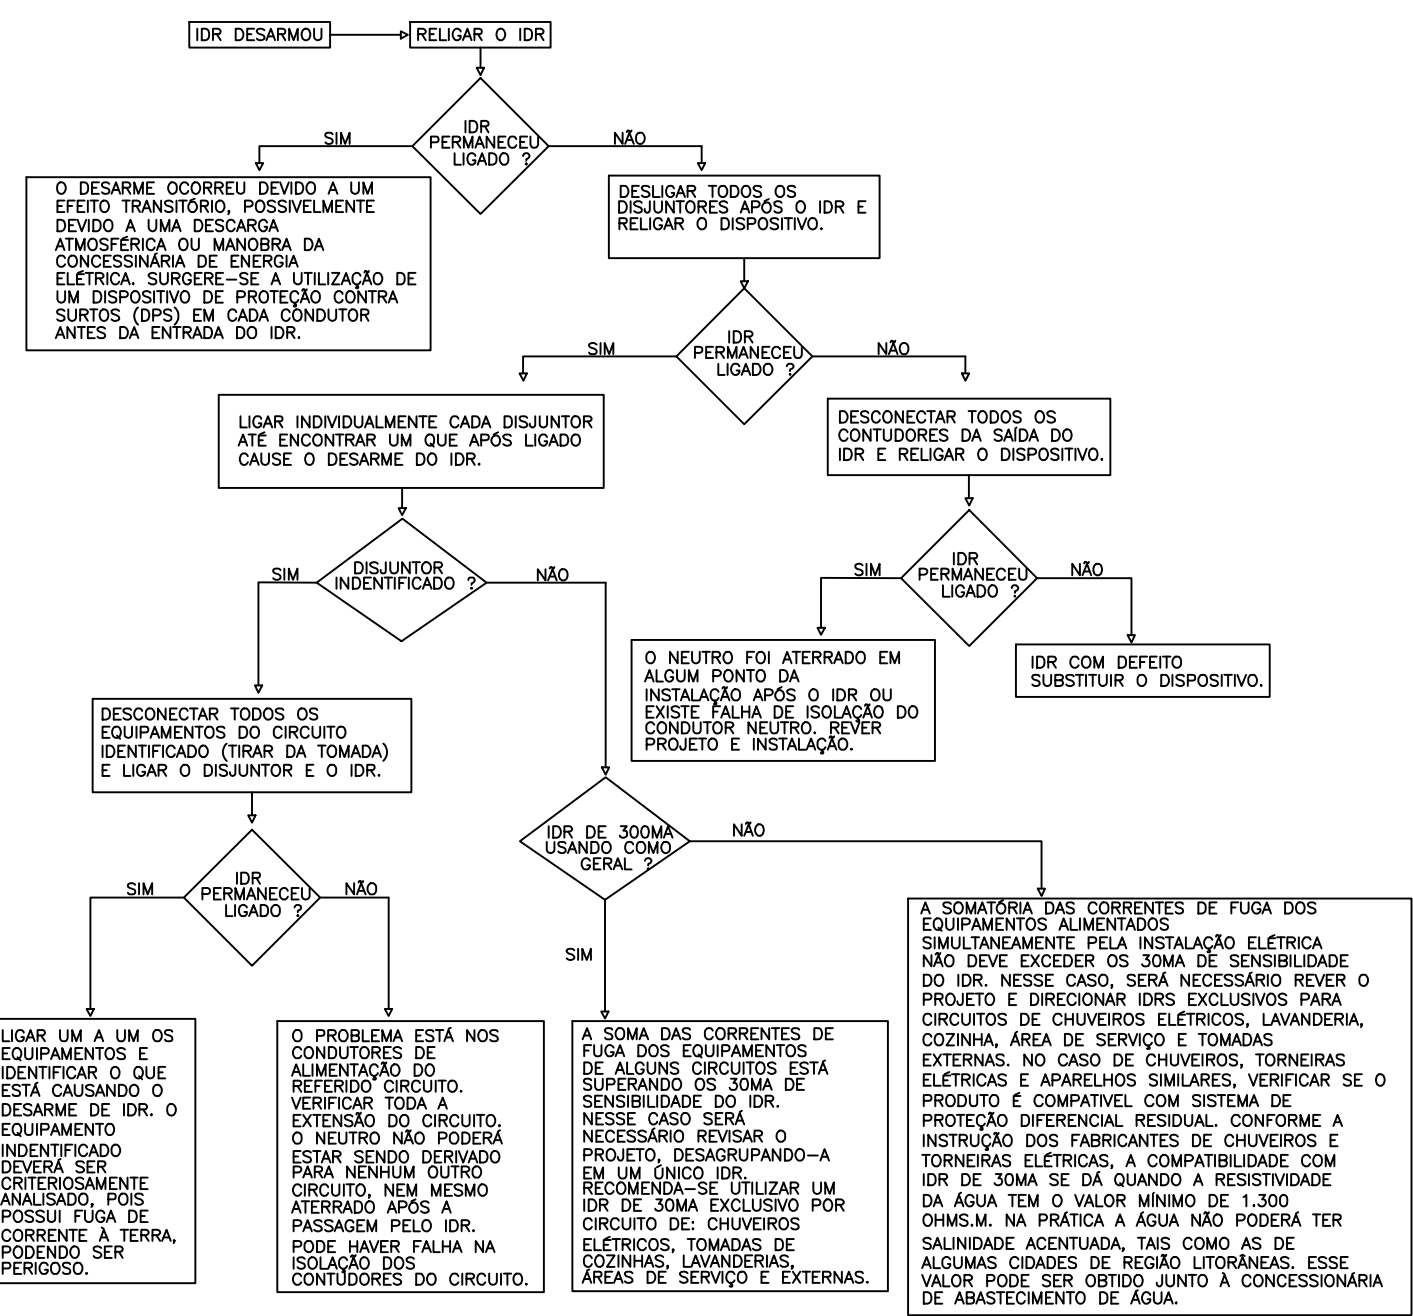 IDR DESARMOU
RELIGAR O IDR
IDR
PERMANECEU
LIGADO ?
SIM
NÃO
O DESARME OCORREU DEVIDO A UM
EFEITO TRANSITÓRIO, POSSIVELMENTE
DEVIDO A UMA DESCARGA
ATMOSFÉRICA OU MANOBRA DA
CONCESSINÁRIA DE ENERGIA
ELÉTRICA. SURGERE-SE A UTILIZAÇÃO DE
UM DISPOSITIVO DE PROTEÇÃO CONTRA
SURTOS (DPS) EM CADA CONDUTOR
ANTES DA ENTRADA DO IDR.
DESLIGAR TODOS OS
DISJUNTORES APÓS O IDR E
RELIGAR O DISPOSITIVO.
IDR
PERMANECEU
LIGADO ?
SIM
NÃO
LIGAR INDIVIDUALMENTE CADA DISJUNTOR
ATÉ ENCONTRAR UM QUE APÓS LIGADO
CAUSE O DESARME DO IDR.
DESCONECTAR TODOS OS
CONTUDORES DA SAÍDA DO
IDR E RELIGAR O DISPOSITIVO.
DISJUNTOR
INDENTIFICADO ?
SIM
NÃO
IDR
PERMANECEU
LIGADO ?
SIM
NÃO
O NEUTRO FOI ATERRADO EM
ALGUM PONTO DA
INSTALAÇÃO APÓS O IDR OU
EXISTE FALHA DE ISOLAÇÃO DO
CONDUTOR NEUTRO. REVER
PROJETO E INSTALAÇÃO.
IDR COM DEFEITO
SUBSTITUIR O DISPOSITIVO.
DESCONECTAR TODOS OS
EQUIPAMENTOS DO CIRCUITO
IDENTIFICADO (TIRAR DA TOMADA)
E LIGAR O DISJUNTOR E O IDR.
IDR DE 300MA
USANDO COMO
GERAL ?
NÃO
SIM
IDR
PERMANECEU
LIGADO ?
SIM
NÃO
LIGAR UM A UM OS
EQUIPAMENTOS E
IDENTIFICAR O QUE
ESTÁ CAUSANDO O
DESARME DE IDR. O
EQUIPAMENTO
INDENTIFICADO
DEVERÁ SER
CRITERIOSAMENTE
ANALISADO, POIS
POSSUI FUGA DE
CORRENTE À TERRA,
PODENDO SER
PERIGOSO.
O PROBLEMA ESTÁ NOS
CONDUTORES DE
ALIMENTAÇÃO DO
REFERIDO CIRCUITO.
VERIFICAR TODA A
EXTENSÃO DO CIRCUITO.
O NEUTRO NÃO PODERÁ
ESTAR SENDO DERIVADO
PARA NENHUM OUTRO
CIRCUITO, NEM MESMO
ATERRADO APÓS A
PASSAGEM PELO IDR.
PODE HAVER FALHA NA
ISOLAÇÃO DOS
CONTUDORES DO CIRCUITO.
A SOMA DAS CORRENTES DE
FUGA DOS EQUIPAMENTOS
DE ALGUNS CIRCUITOS ESTÁ
SUPERANDO OS 30MA DE
SENSIBILIDADE DO IDR.
NESSE CASO SERÁ
NECESSÁRIO REVISAR O
PROJETO, DESAGRUPANDO-A
EM UM ÚNICO IDR.
RECOMENDA-SE UTILIZAR UM
IDR DE 30MA EXCLUSIVO POR
CIRCUITO DE: CHUVEIROS
ELÉTRICOS, TOMADAS DE
COZINHAS, LAVANDERIAS,
ÁREAS DE SERVIÇO E EXTERNAS.
A SOMATÓRIA DAS CORRENTES DE FUGA DOS
EQUIPAMENTOS ALIMENTADOS
SIMULTANEAMENTE PELA INSTALAÇÃO ELÉTRICA
NÃO DEVE EXCEDER OS 30MA DE SENSIBILIDADE
DO IDR. NESSE CASO, SERÁ NECESSÁRIO REVER O
PROJETO E DIRECIONAR IDRS EXCLUSIVOS PARA
CIRCUITOS DE CHUVEIROS ELÉTRICOS, LAVANDERIA,
COZINHA, ÁREA DE SERVIÇO E TOMADAS
EXTERNAS. NO CASO DE CHUVEIROS, TORNEIRAS
ELÉTRICAS E APARELHOS SIMILARES, VERIFICAR SE O
PRODUTO É COMPATIVEL COM SISTEMA DE
PROTEÇÃO DIFERENCIAL RESIDUAL. CONFORME A
INSTRUÇÃO DOS FABRICANTES DE CHUVEIROS E
TORNEIRAS ELÉTRICAS, A COMPATIBILIDADE COM
IDR DE 30MA SE DÁ QUANDO A RESISTIVIDADE
DA ÁGUA TEM O VALOR MÍNIMO DE 1.300
OHMS.M. NA PRÁTICA A ÁGUA NÃO PODERÁ TER
SALINIDADE ACENTUADA, TAIS COMO AS DE
ALGUMAS CIDADES DE REGIÃO LITORÂNEAS. ESSE
VALOR PODE SER OBTIDO JUNTO À CONCESSIONÁRIA
DE ABASTECIMENTO DE ÁGUA.